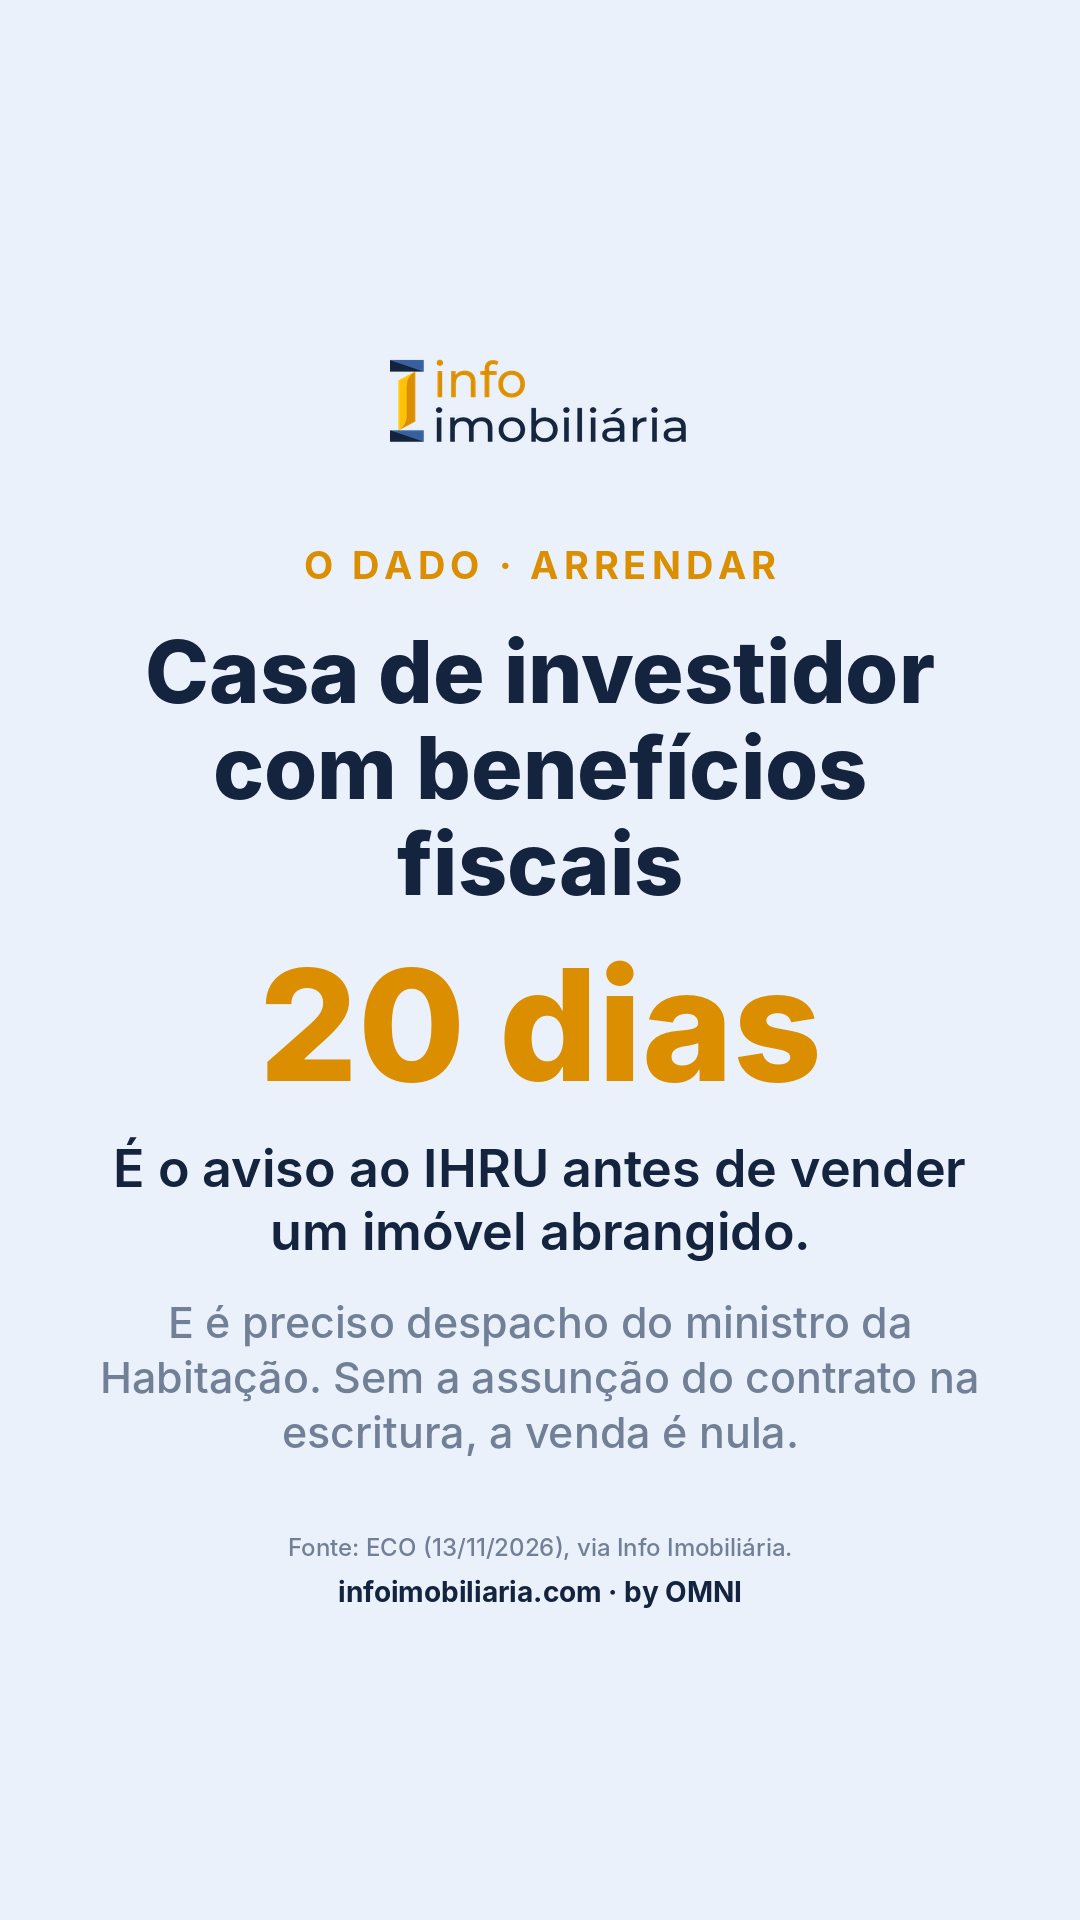 info
imobiliária
O DADO · ARRENDAR
Casa de investidor
com benefícios
fiscais
20 dias
É o aviso ao IHRU antes de vender
um imóvel abrangido.
E é preciso despacho do ministro da
Habitação. Sem a assunção do contrato na
escritura, a venda é nula.
Fonte: ECO (13/11/2026), via Info Imobiliária.
infoimobiliaria.com · by OMNI